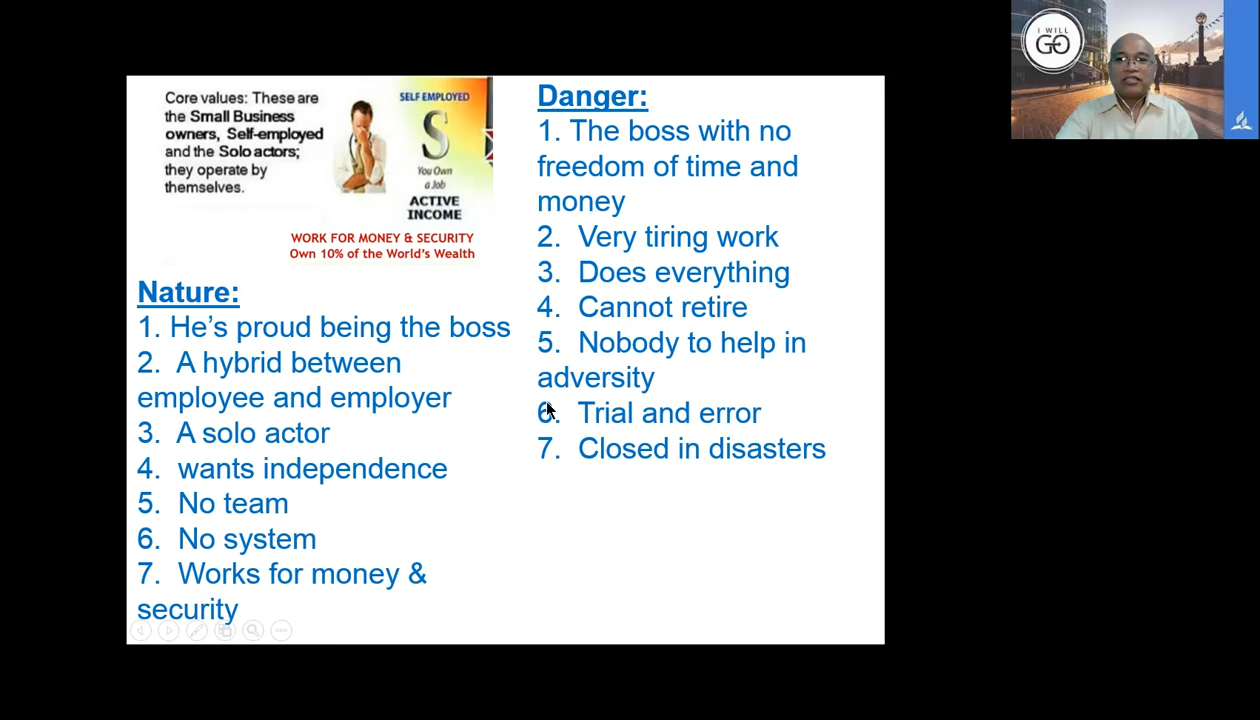 Core values: These are
the Small Business
owners, Self-employed
and the Solo actors;
they operate by
themselves.
SELF EMPLOYED
S
You Own
a Job
ACTIVE
INCOME
WORK FOR MONEY & SECURITY
Own 10% of the World's Wealth
Nature:
1. He's proud being the boss
2. A hybrid between
employee and employer
3. A solo actor
4. wants independence
5. No team
6. No system
7. Works for money &
security
Danger:
1. The boss with no
freedom of time and
money
2. Very tiring work
3. Does everything
4. Cannot retire
5. Nobody to help in
adversity
6. Trial and error
7. Closed in disasters
I WILL
GO